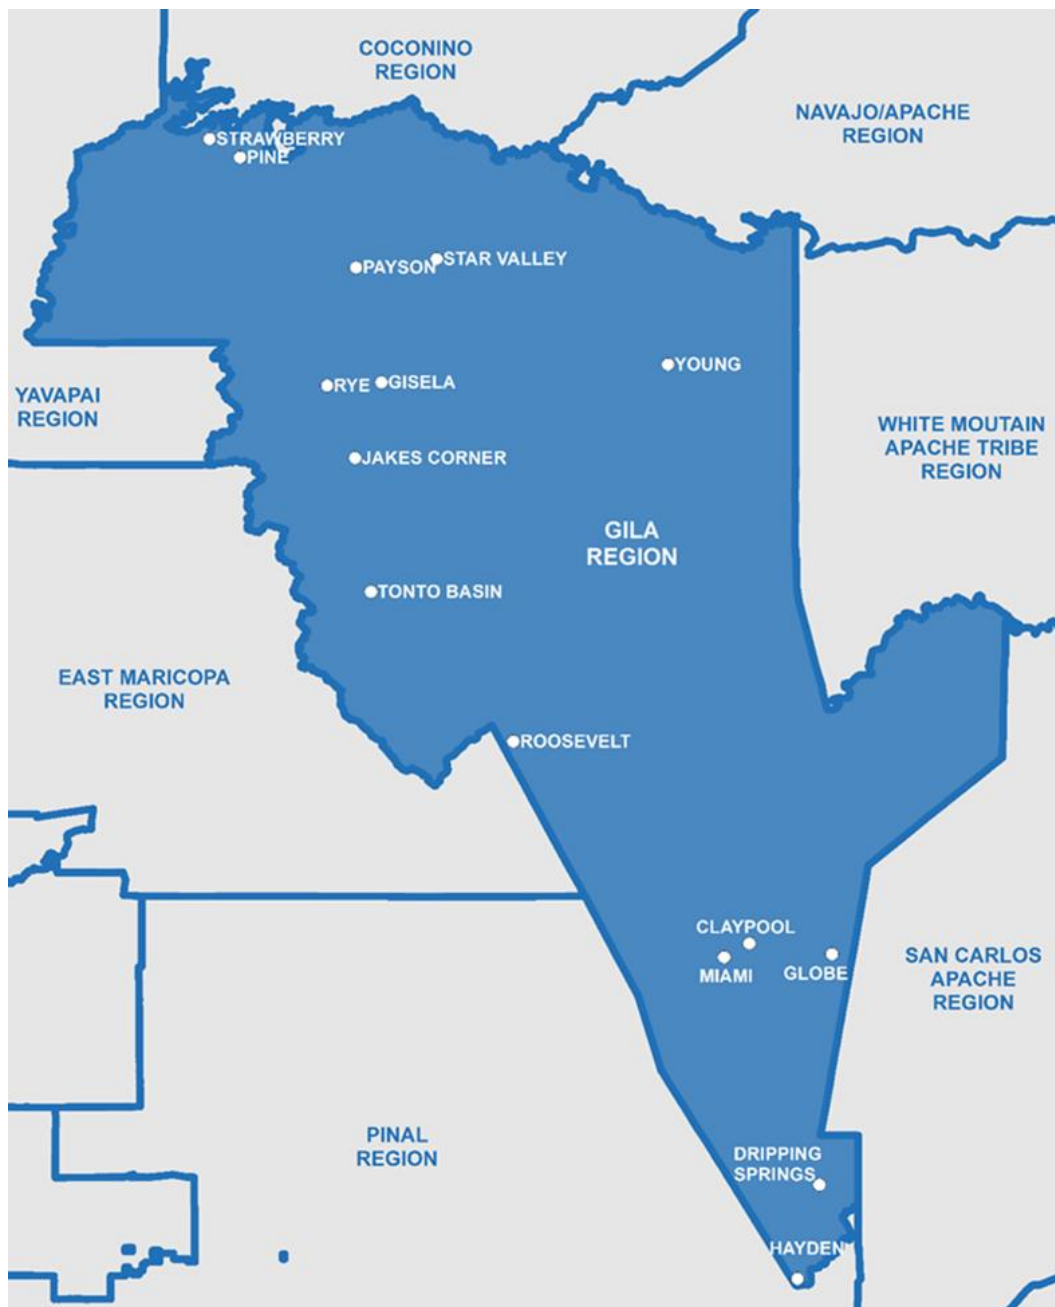 COCONINO
REGION
NAVAJO/APACHE
REGION
STRAWBERRY
PINE
PAYSON
STAR VALLEY
YOUNG
RYE
GISELA
YAVAPAI
REGION
WHITE MOUTAIN
APACHE TRIBE
REGION
JAKES CORNER
GILA
REGION
TONTO BASIN
EAST MARICOPA
REGION
ROOSEVELT
CLAYPOOL
MIAMI
GLOBE
SAN CARLOS
APACHE
REGION
PINAL
REGION
DRIPPING
SPRINGS
HAYDEN